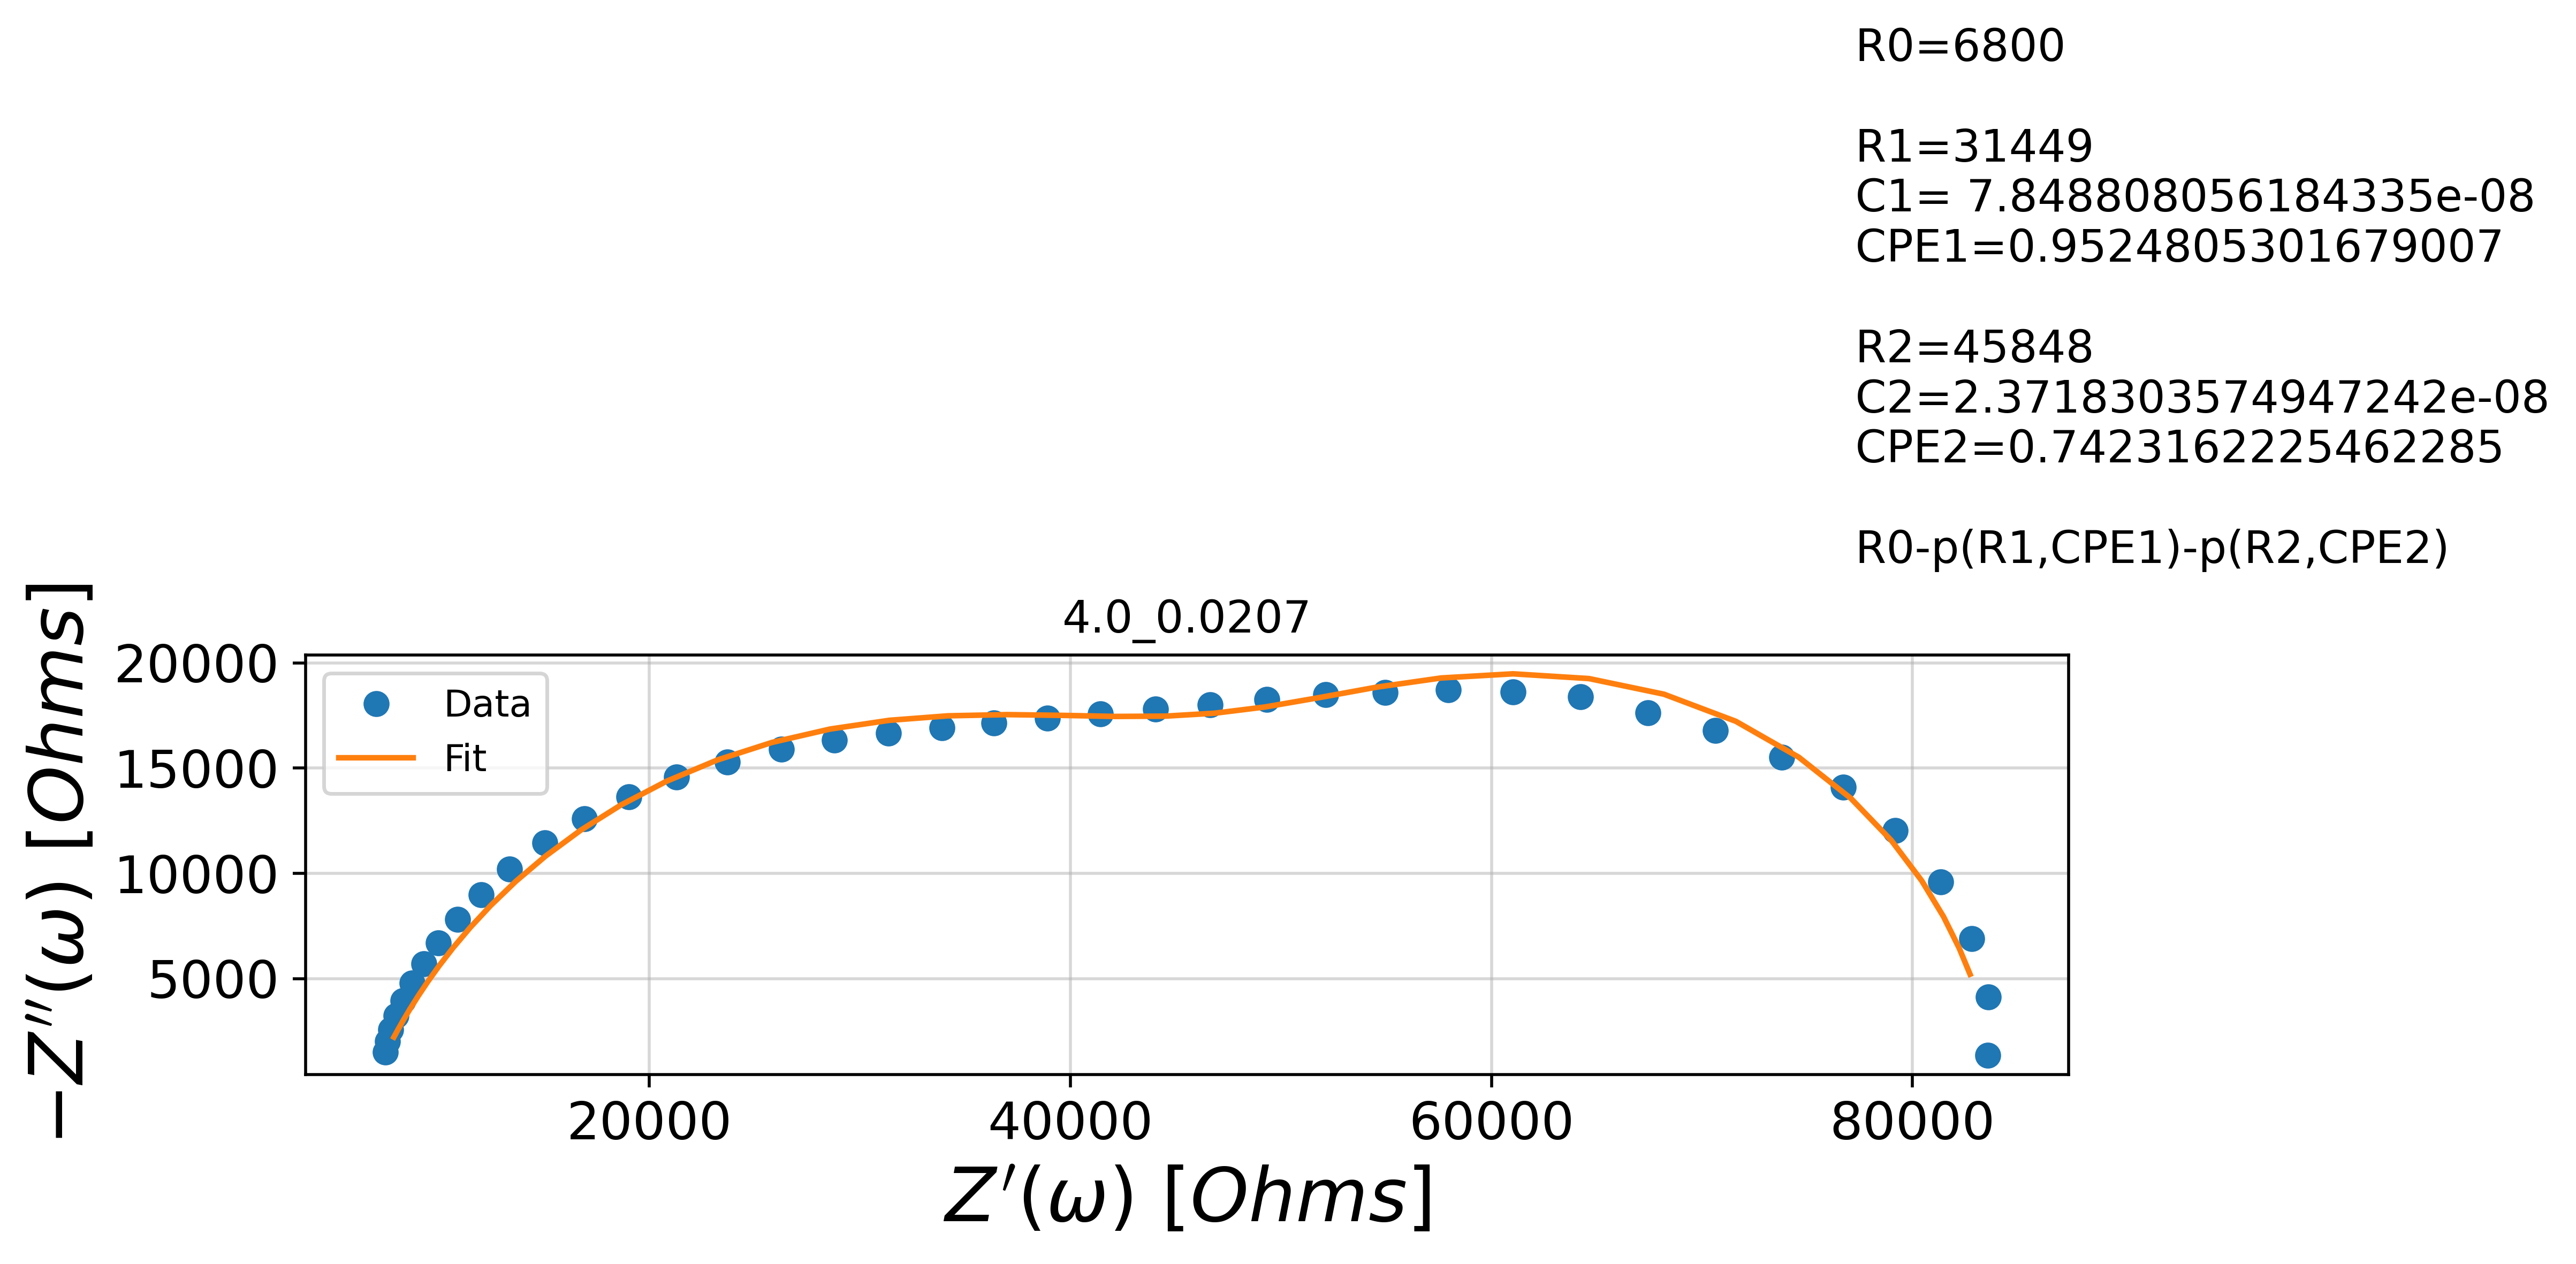 R0=6800
R1=31449
C1= 7.848808056184335e-08
CPE1=0.9524805301679007
R2=45848
C2=2.3718303574947242e-08
CPE2=0.7423162225462285
R0-p(R1,CPE1)-p(R2,CPE2)
4.0_0.0207
−Z′′(ω) [Ohms]
20000
15000
10000
5000
Data
Fit
20000 40000 60000 80000
Z′(ω) [Ohms]